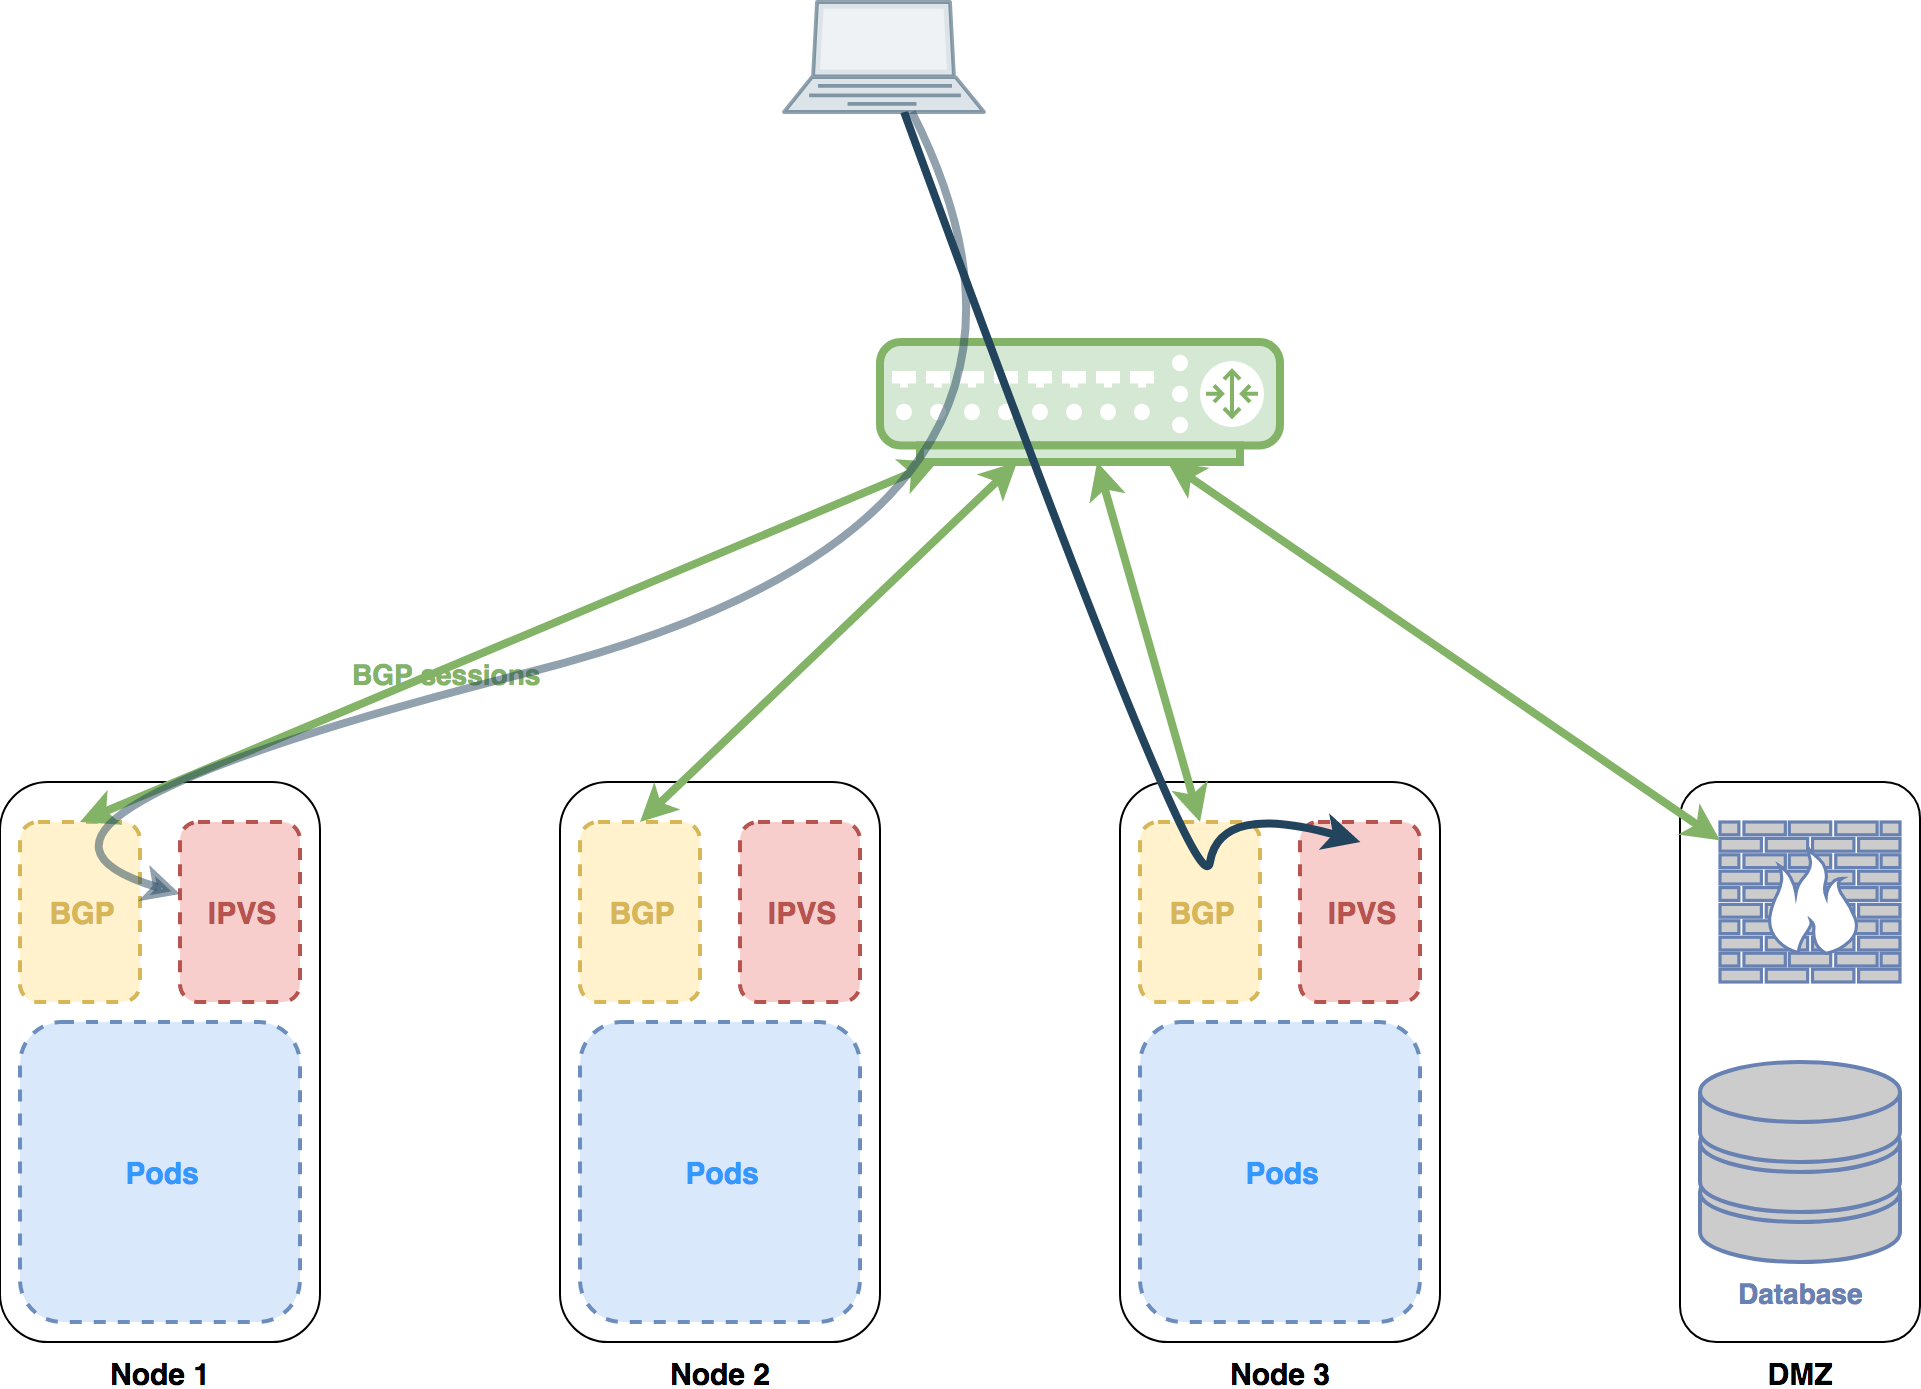 BGP sessions
BGP
IPVS
BGP
IPVS
BGP
IPVS
Pods
Pods
Pods
Database
Node 1
Node 2
Node 3
DMZ